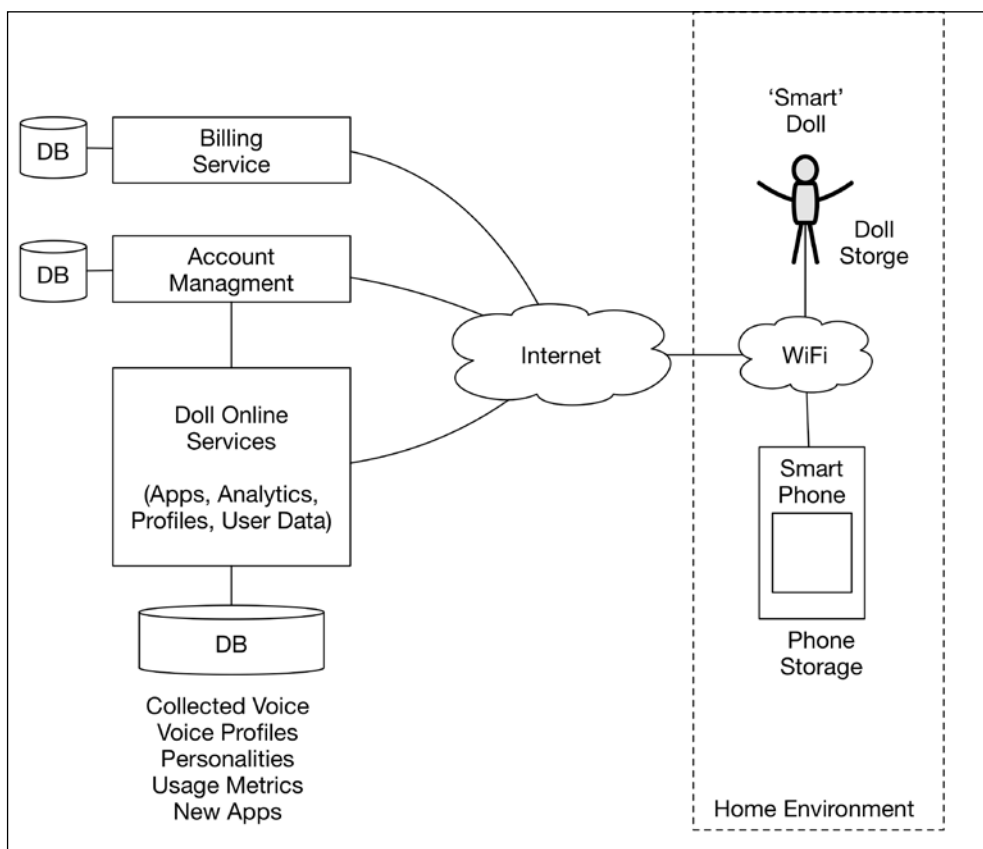 DB
Billing
Service
DB
Account
Managment
Doll Online
Services
(Apps, Analytics,
Profiles, User Data)
DB
Collected Voice
Voice Profiles
Personalities
Usage Metrics
New Apps
Internet
‘Smart’
Doll
Doll
Storge
WiFi
Smart
Phone
Phone
Storage
Home Environment